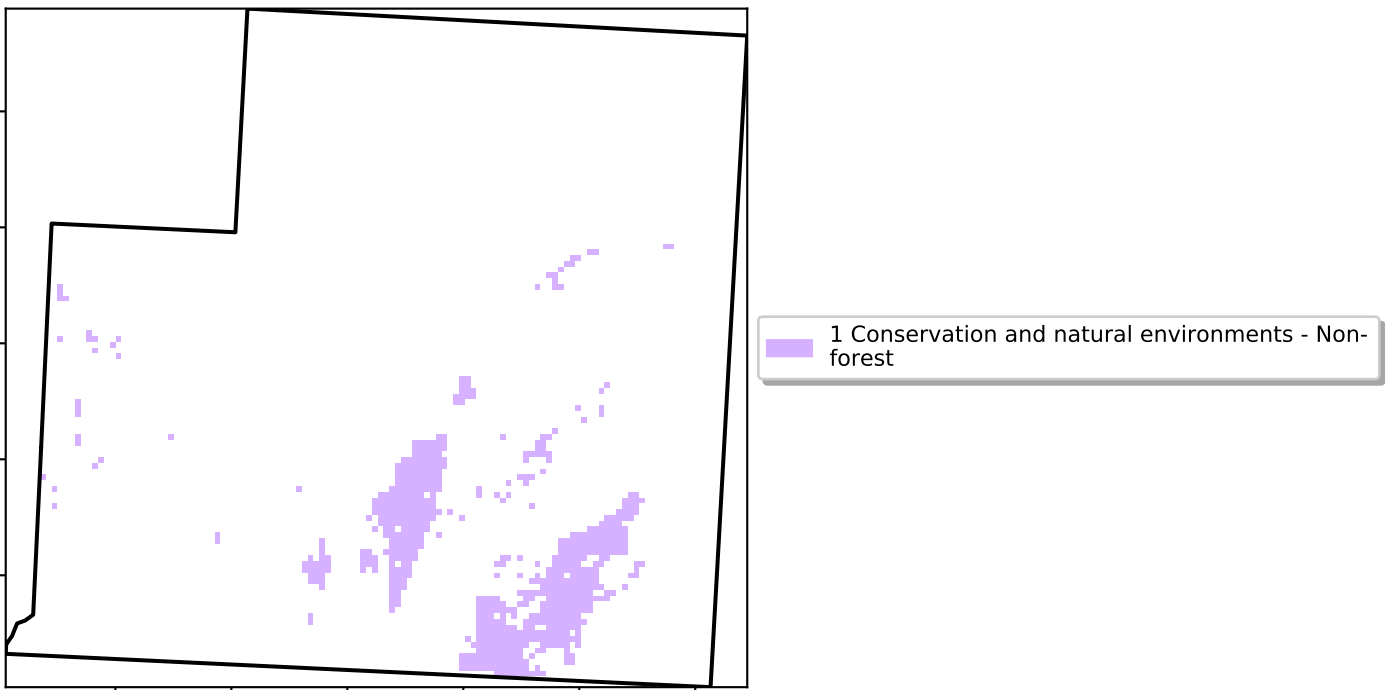 1 Conservation and natural environments - Non-
forest